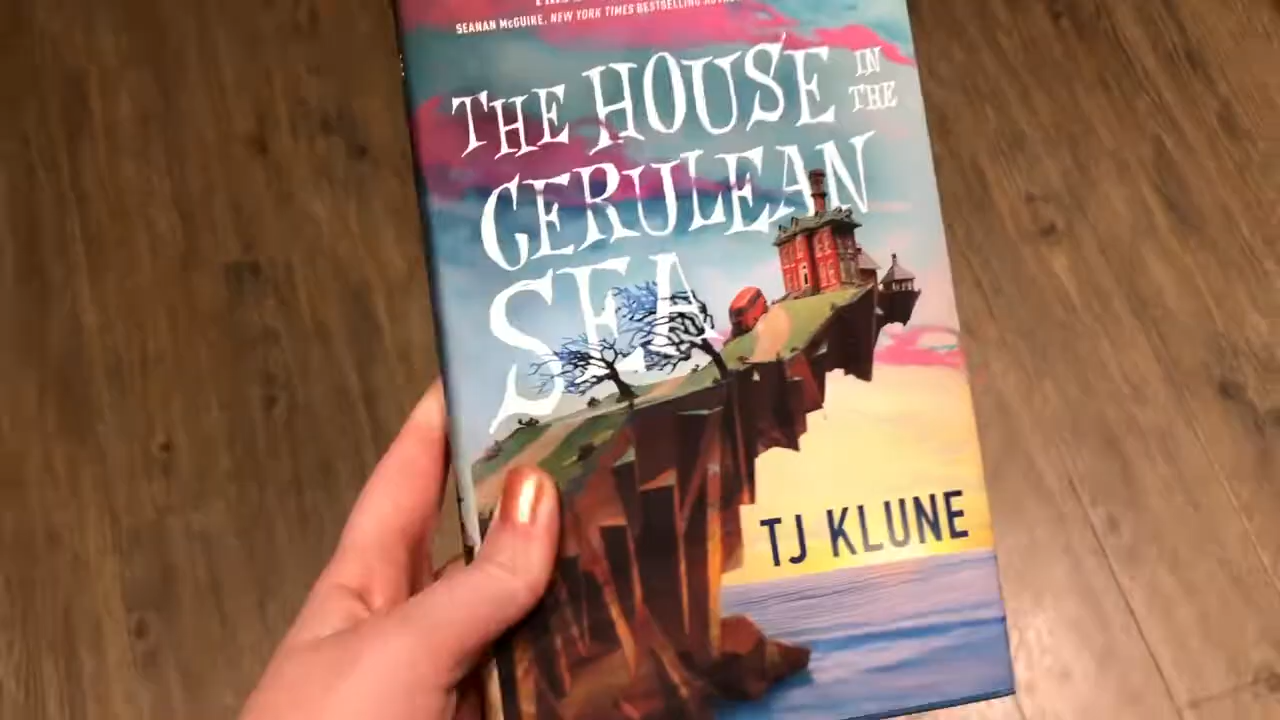 SEANAN McGUIRE, NEW YORK TIMES BESTSELLING AUTHOR
THE HOUSE IN THE
CERULEAN
SEA
TJ KLUNE